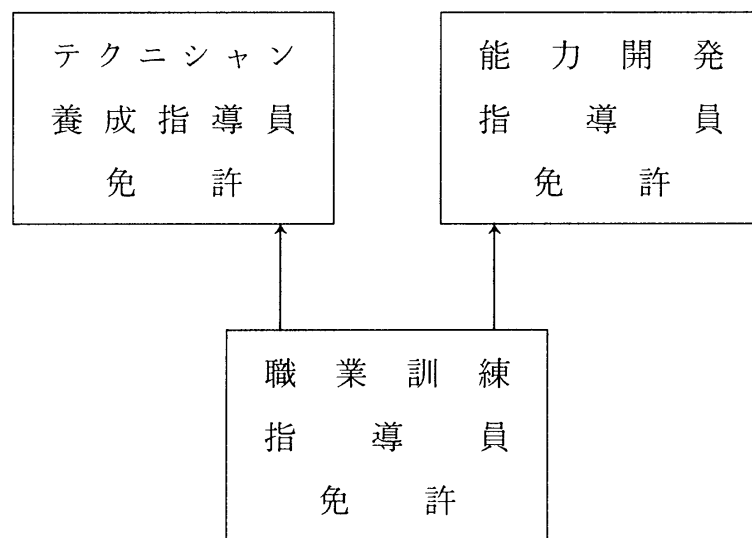 テクニシャン
養成指導員
免許
能力開発
指導員
免許
職業訓練
指導員
免許